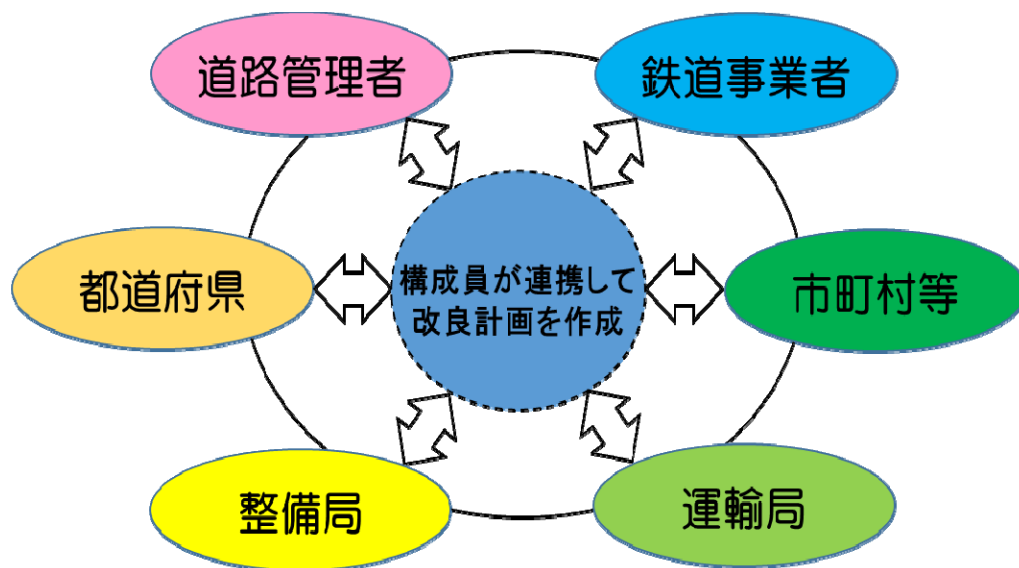 道路管理者
鉄道事業者
都道府県
構成員が連携して
改良計画を作成
市町村等
整備局
運輸局